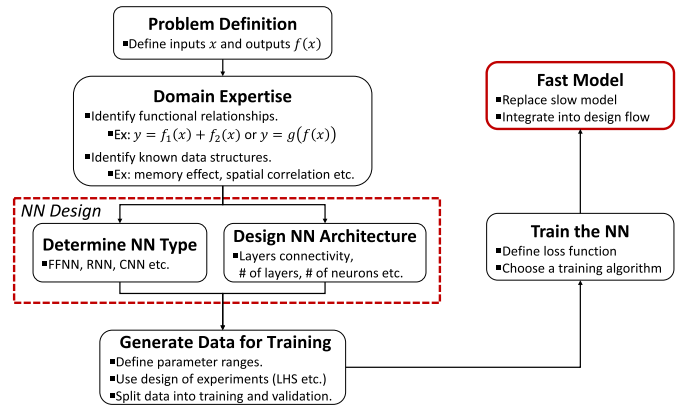 Problem Definition
▪Define inputs x and outputs f(x)
Domain Expertise
▪Identify functional relationships.
▪Ex: y = f₁(x) + f₂(x) or y = g(f(x))
▪Identify known data structures.
▪Ex: memory effect, spatial correlation etc.
NN Design
Determine NN Type
▪FFNN, RNN, CNN etc.
Design NN Architecture
▪Layers connectivity,
# of layers, # of neurons etc.
Generate Data for Training
▪Define parameter ranges.
▪Use design of experiments (LHS etc.)
▪Split data into training and validation.
Train the NN
▪Define loss function
▪Choose a training algorithm
Fast Model
▪Replace slow model
▪Integrate into design flow